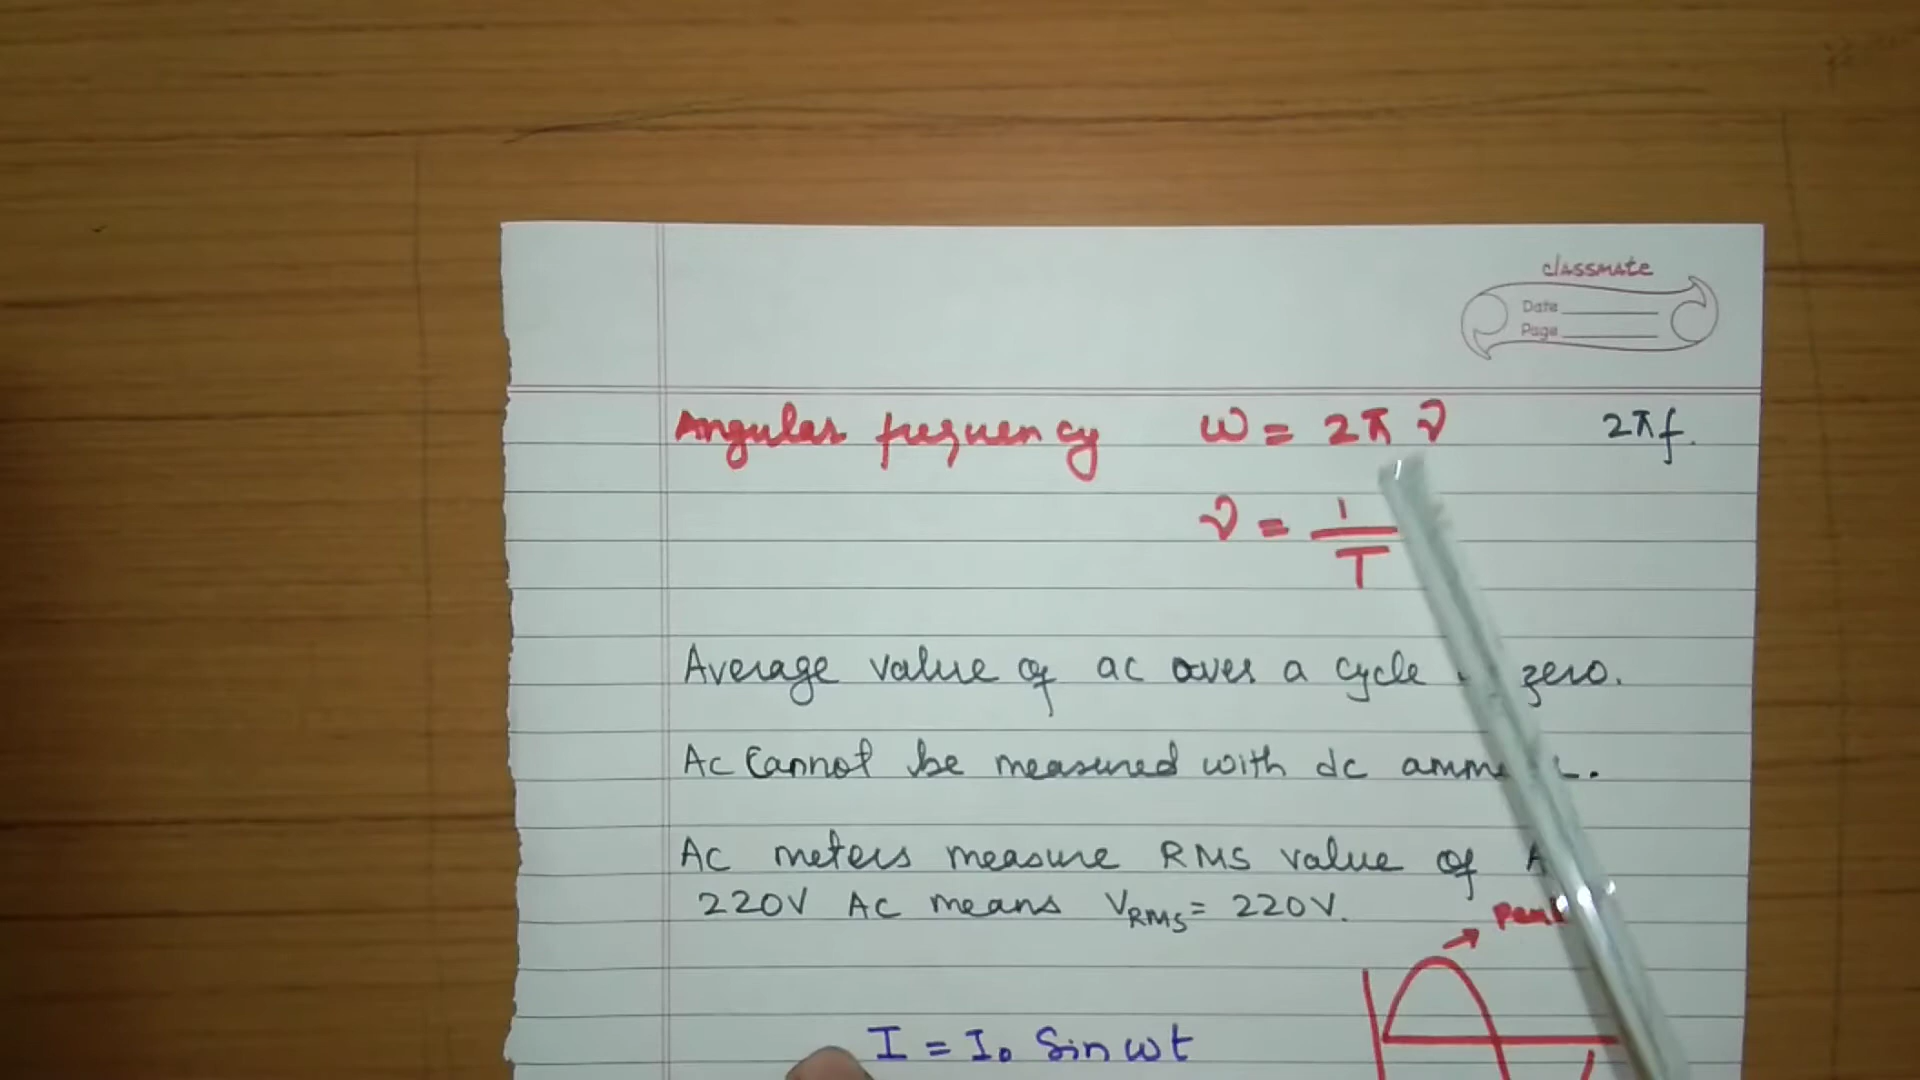 classmate
Date
Page
Angular frequency ω = 2π ν 2πf.
ν = 1/T
Average value of ac over a cycle zero.
Ac cannot be measured with dc
Ac meters measure RMS value of
220V Ac means VRMS = 220V.
I = I₀ Sin ωt